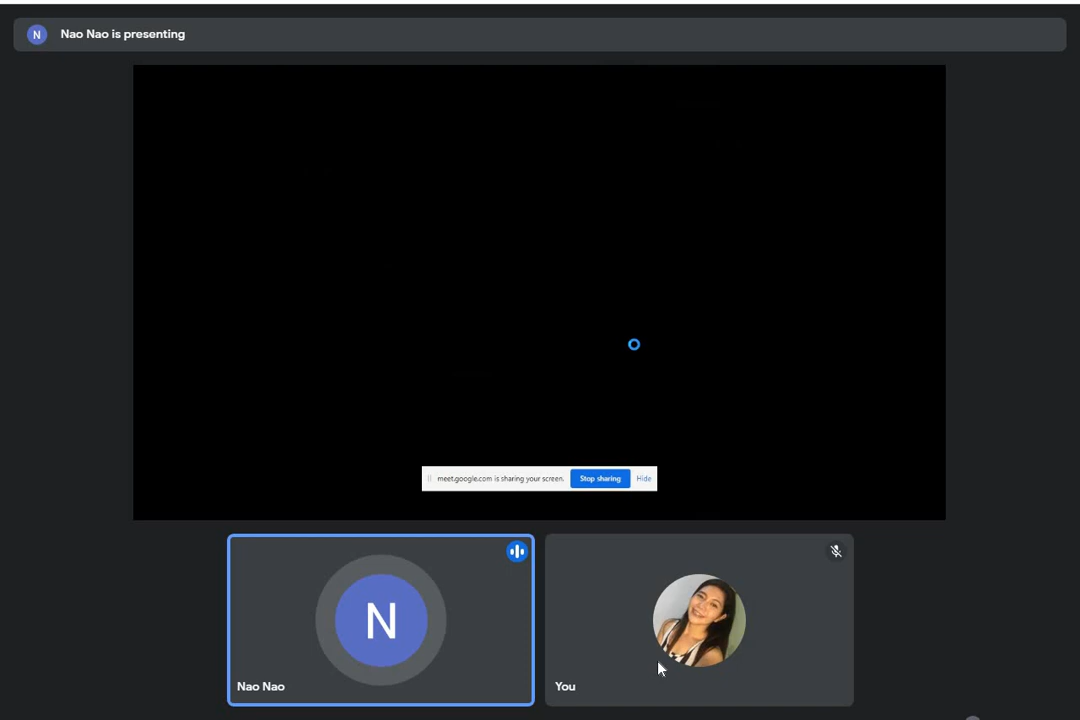 N Nao Nao is presenting
meet.google.com is sharing your screen. Stop sharing Hide
N
Nao Nao You